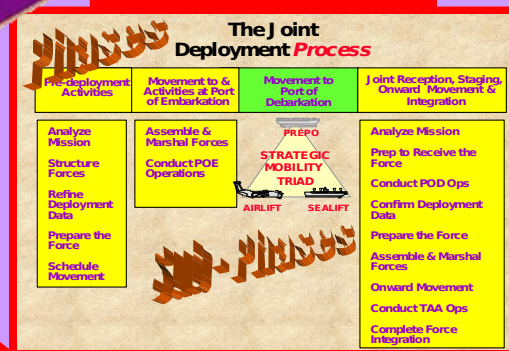 The Joint
Deployment Process
Pre-deployment
Activities
Movement to &
Activities at Port
of Embarkation
Movement to
Port of
Debarkation
Joint Reception, Staging,
Onward Movement &
Integration
Analyze
Mission
Structure
Forces
Refine
Deployment
Data
Prepare the
Force
Schedule
Movement
Assemble &
Marshal Forces
Conduct POE
Operations
PREPO
STRATEGIC
MOBILITY
TRIAD
AIRLIFT
SEALIFT
Analyze Mission
Prep to Receive the
Force
Conduct POD Ops
Confirm Deployment
Data
Prepare the Force
Assemble & Marshal
Forces
Onward Movement
Conduct TAA Ops
Complete Force
Integration